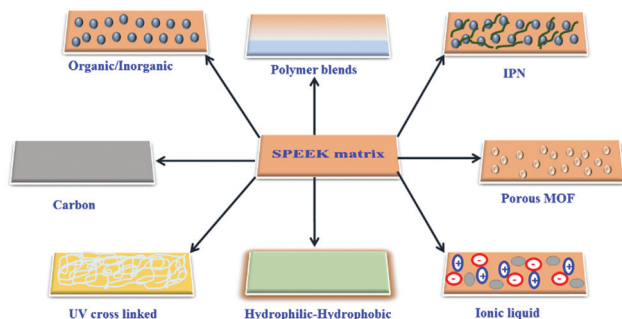 Organic/Inorganic
Polymer blends
IPN
SPEEK matrix
Carbon
Porous MOF
UV cross linked
Hydrophilic-Hydrophobic
Ionic liquid